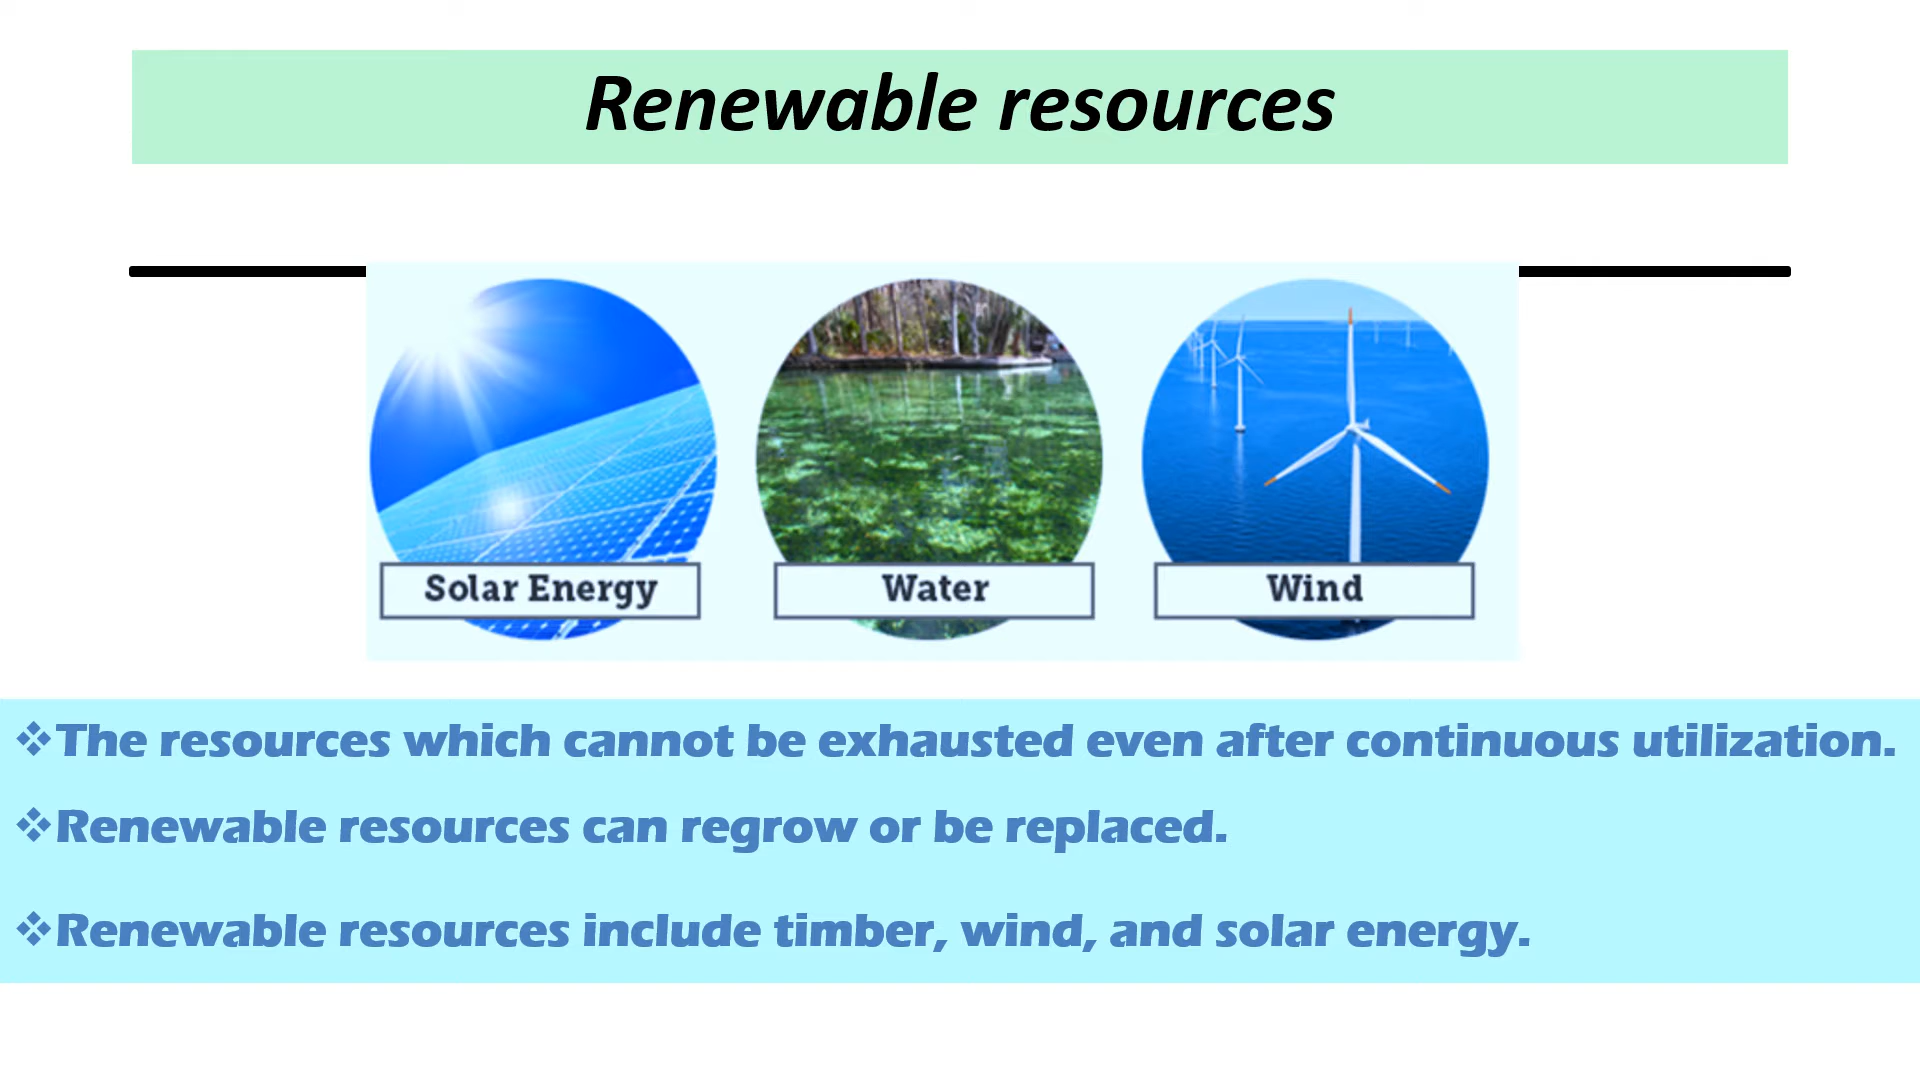 Renewable resources
Solar Energy
Water
Wind
❖The resources which cannot be exhausted even after continuous utilization.
❖Renewable resources can regrow or be replaced.
❖Renewable resources include timber, wind, and solar energy.